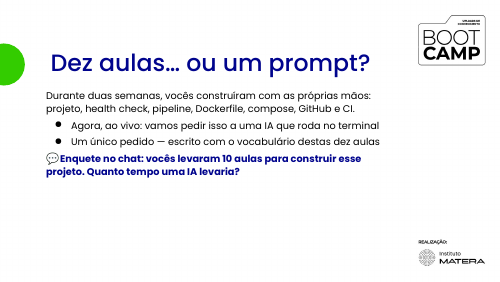 BOOT
CAMP
Dez aulas… ou um prompt?
Durante duas semanas, vocês construíram com as próprias mãos:
projeto, health check, pipeline, Dockerfile, compose, GitHub e CI.
● Agora, ao vivo: vamos pedir isso a uma IA que roda no terminal
● Um único pedido — escrito com o vocabulário destas dez aulas
💬Enquete no chat: vocês levaram 10 aulas para construir esse
projeto. Quanto tempo uma IA levaria?
REALIZAÇÃO:
Instituto
MATERA